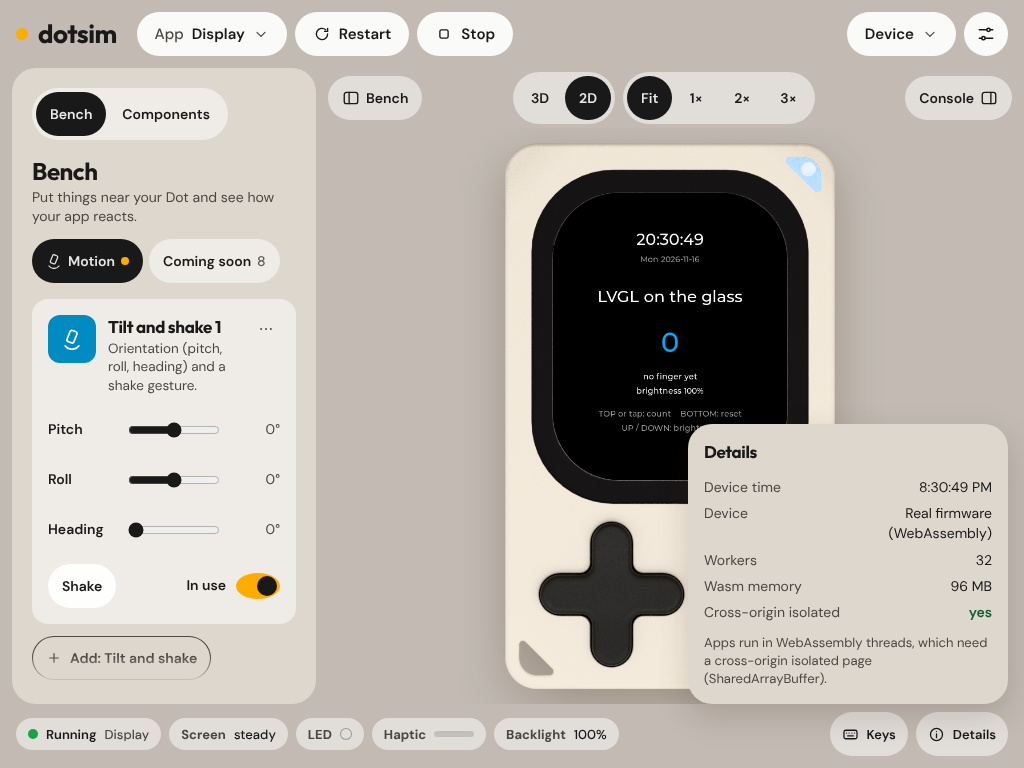 dotsim
App Display
Restart
Stop
Device
Bench
Components
Bench
3D
2D
Fit
1×
2×
3×
Console
Bench
Put things near your Dot and see how
your app reacts.
Motion
Coming soon 8
Tilt and shake 1
Orientation (pitch,
roll, heading) and a
shake gesture.
Pitch
0°
Roll
0°
Heading
0°
Shake
In use
Add: Tilt and shake
20:30:49
Mon 2026-11-16
LVGL on the glass
0
no finger yet
brightness 100%
TOP or tap: count BOTTOM: reset
UP / DOWN:
Details
Device time
8:30:49 PM
Device
Real firmware
(WebAssembly)
Workers
32
Wasm memory
96 MB
Cross-origin isolated
yes
Apps run in WebAssembly threads, which need
a cross-origin isolated page
(SharedArrayBuffer).
Running Display
Screen steady
LED
Haptic
Backlight 100%
Keys
Details